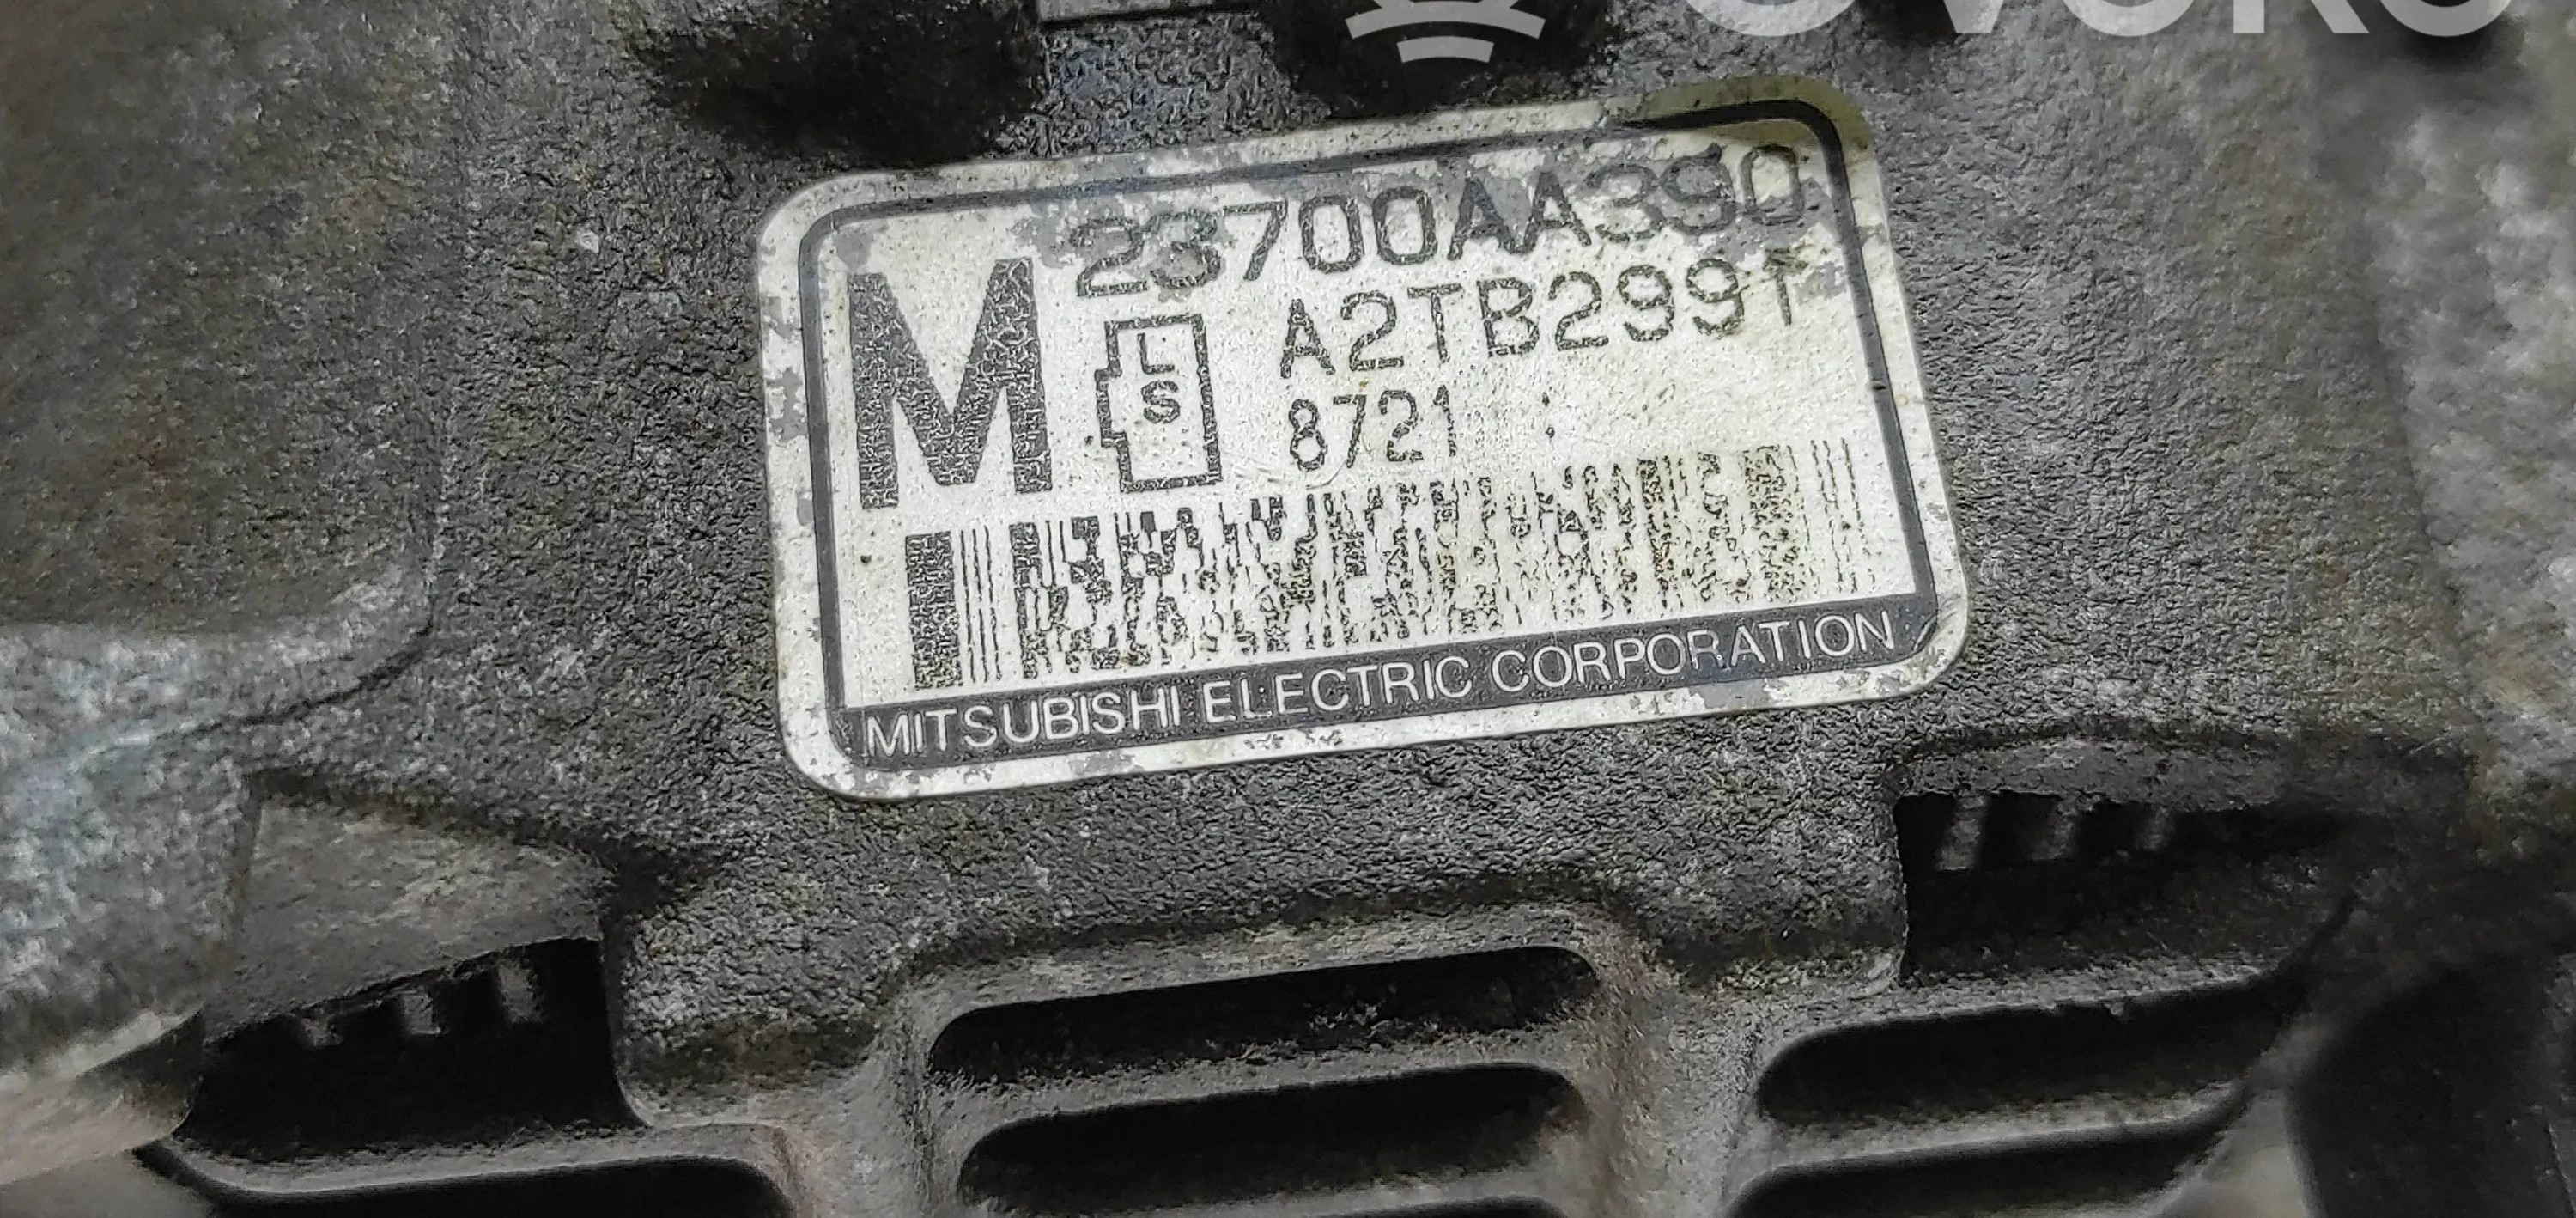 23700AA390
M
L
S
A2TB2991
8721
MITSUBISHI ELECTRIC CORPORATION